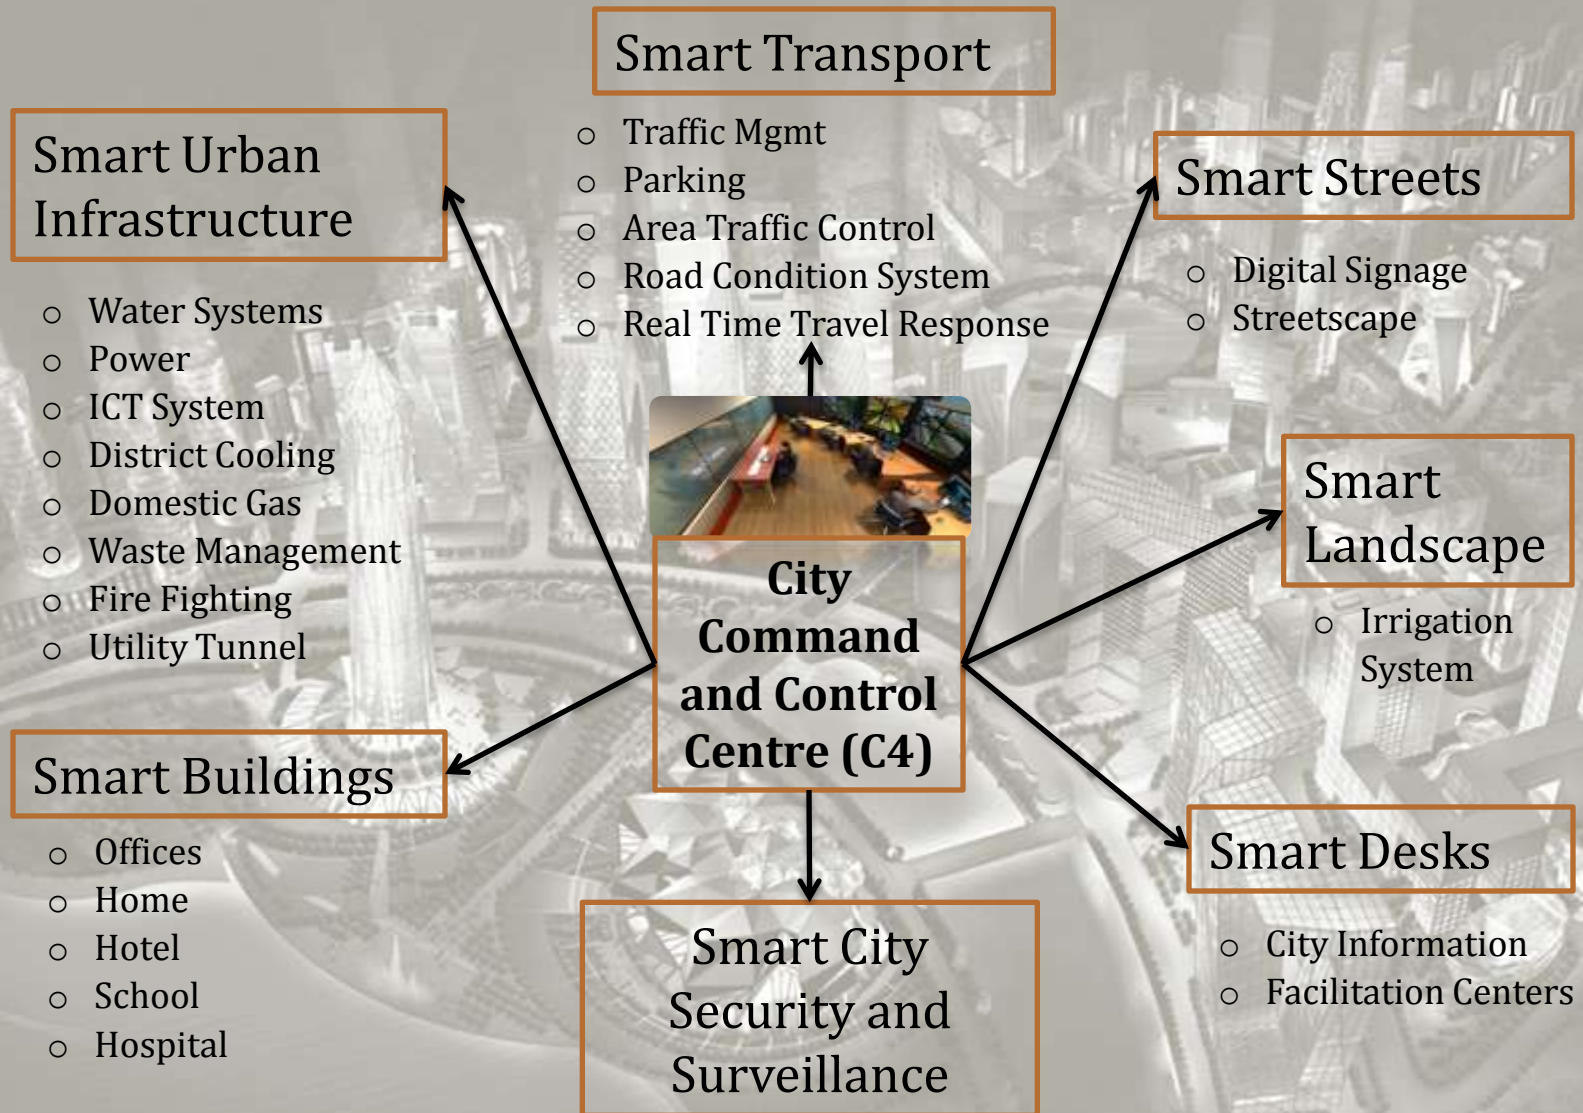 Smart Transport
○ Traffic Mgmt
○ Parking
○ Area Traffic Control
○ Road Condition System
○ Real Time Travel Response
Smart Urban
Infrastructure
○ Water Systems
○ Power
○ ICT System
○ District Cooling
○ Domestic Gas
○ Waste Management
○ Fire Fighting
○ Utility Tunnel
Smart Streets
○ Digital Signage
○ Streetscape
Smart
Landscape
○ Irrigation
System
City
Command
and Control
Centre (C4)
Smart Buildings
○ Offices
○ Home
○ Hotel
○ School
○ Hospital
Smart Desks
○ City Information
○ Facilitation Centers
Smart City
Security and
Surveillance